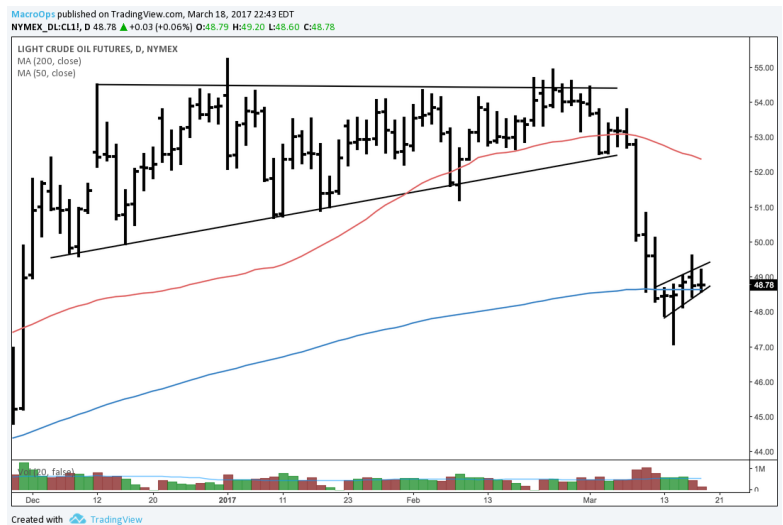 MacroOps published on TradingView.com, March 18, 2017 22:43 EDT
NYMEX_DL:CL1!, D 48.78 ▲ +0.03 (+0.06%) O:48.79 H:49.20 L:48.60 C:48.78
LIGHT CRUDE OIL FUTURES, D, NYMEX
MA (200, close)
MA (50, close)
55.00
54.00
53.00
52.00
51.00
50.00
49.00
48.78
48.00
47.00
46.00
45.00
44.00
Vol (20, false)
1M
0
Dec 12 20 2017 11 23 Feb 13 Mar 13 21
Created with TradingView